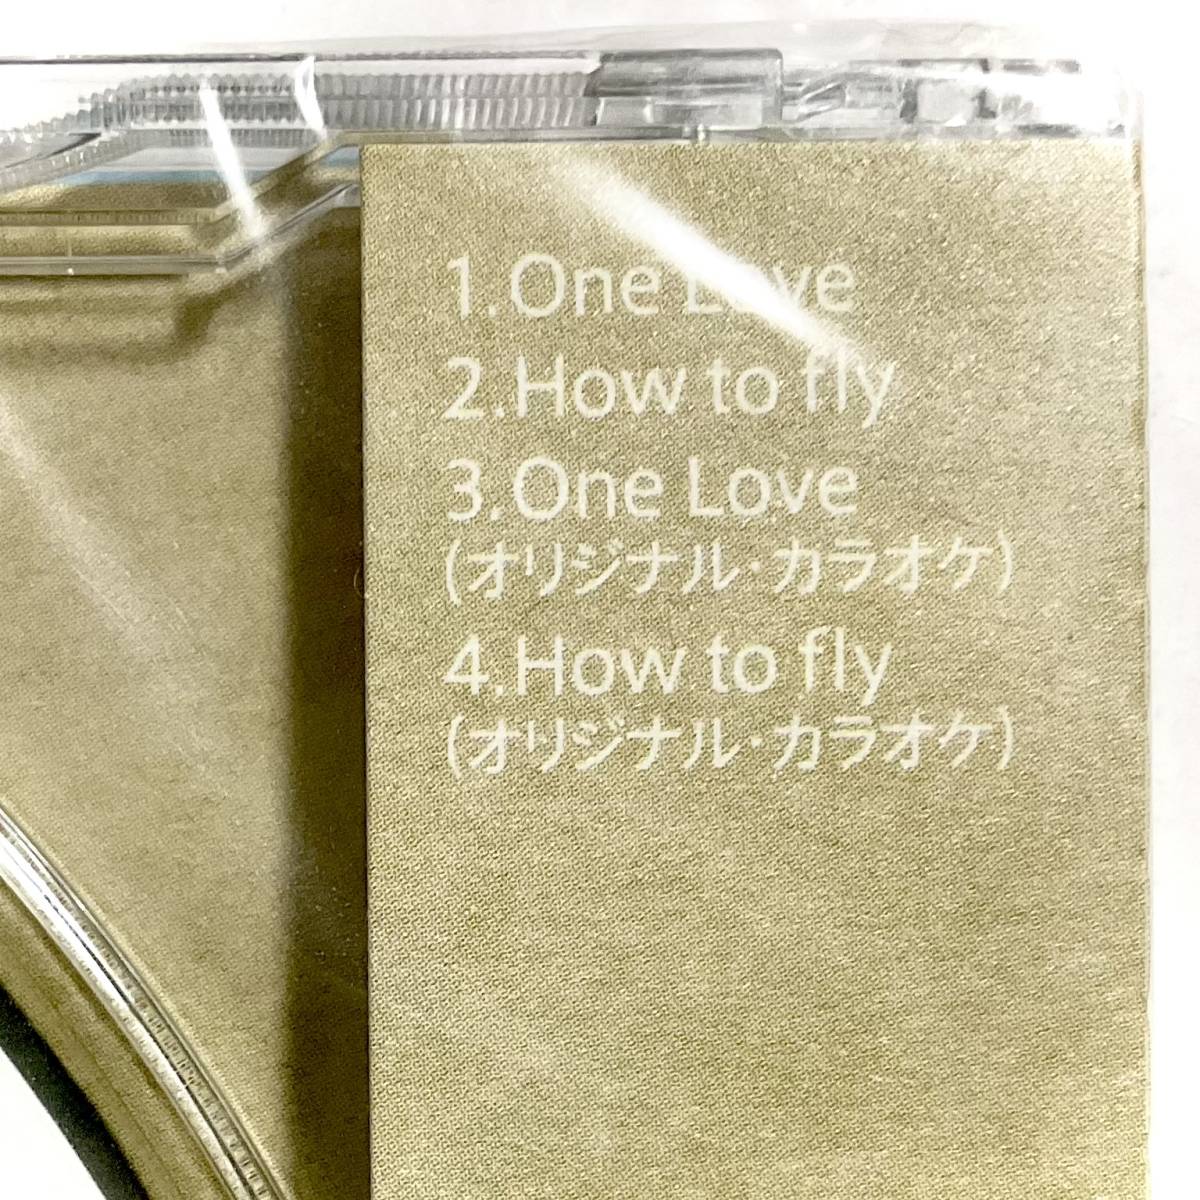 1.One Love
2.How to fly
3.One Love
(オリジナル・カラオケ)
4.How to fly
(オリジナル・カラオケ)